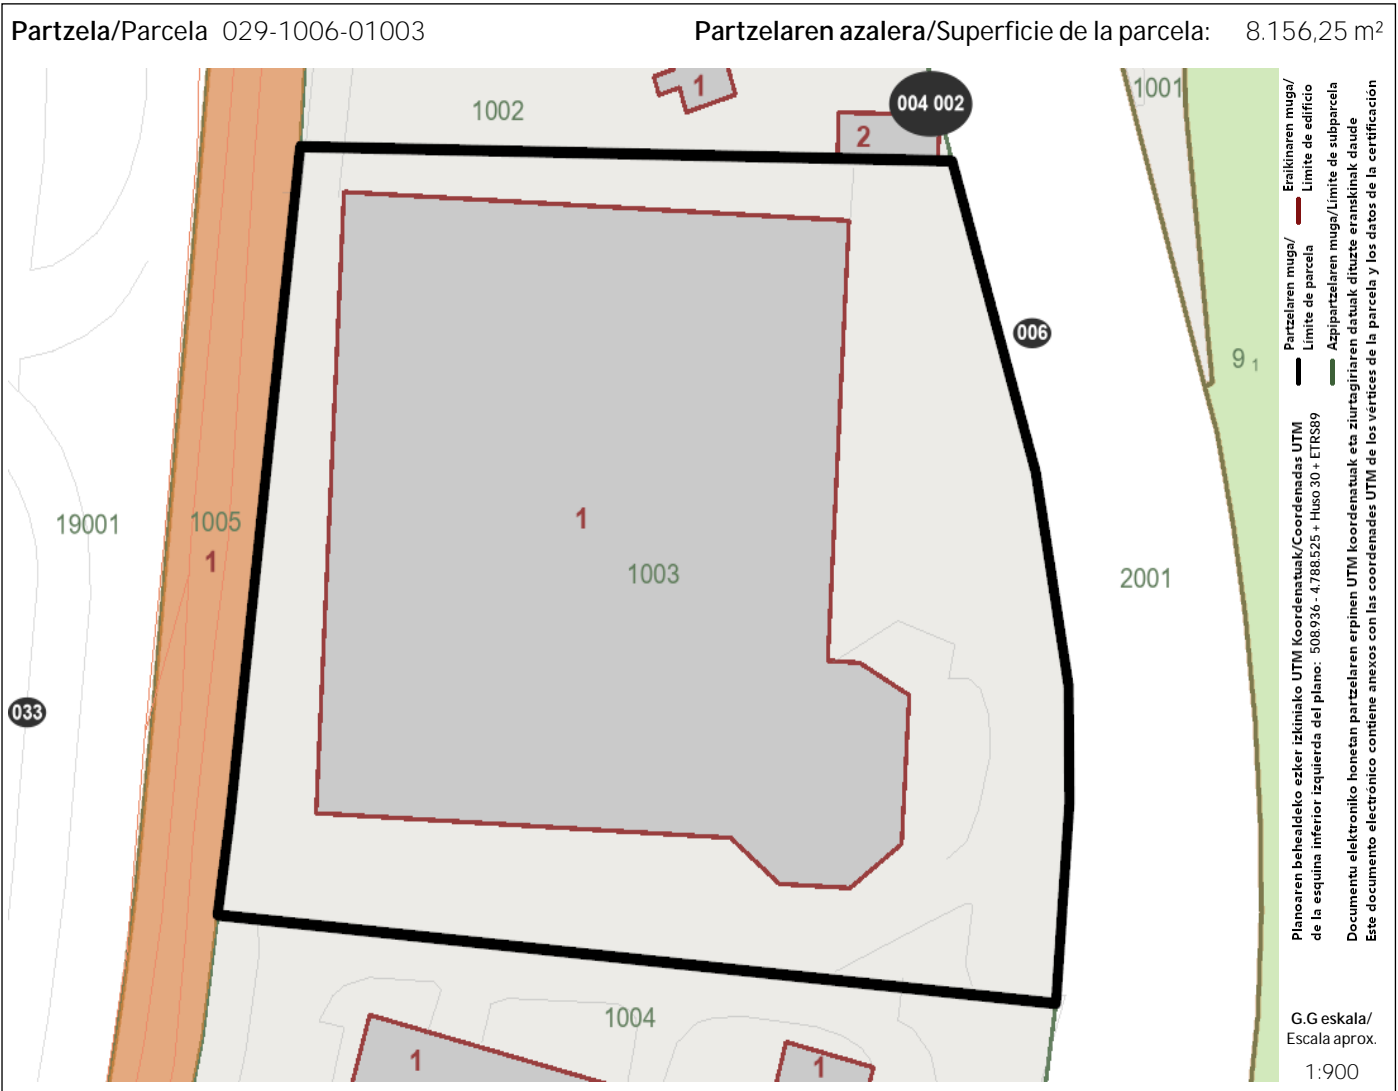 Partzela/Parcela 029-1006-01003
Partzelaren azalera/Superficie de la parcela: 8.156,25 m²
1
1002
004 002
2
1001
006
9 1
1
19001
1005
1
1003
2001
033
1004
1
1
Eraikinaren muga/
Límite de edificio
Partzelaren muga/
Límite de parcela
Azpipartzelaren muga/Límite de subparcela
Planoaren behealdeko ezker izkiniako UTM Koordenatuak/Coordenadas UTM
de la esquina inferior izquierda del plano: 508.936 - 4.788.525 + Huso 30 + ETRS89
Documentu elektroniko honetan partzelaren erpinen UTM koordenatuak eta ziurtagiriaren datuak dituzte eranskinak daude
Este documento electrónico contiene anexos con las coordenadas UTM de los vértices de la parcela y los datos de la certificación
G.G eskala/
Escala aprox.
1:900